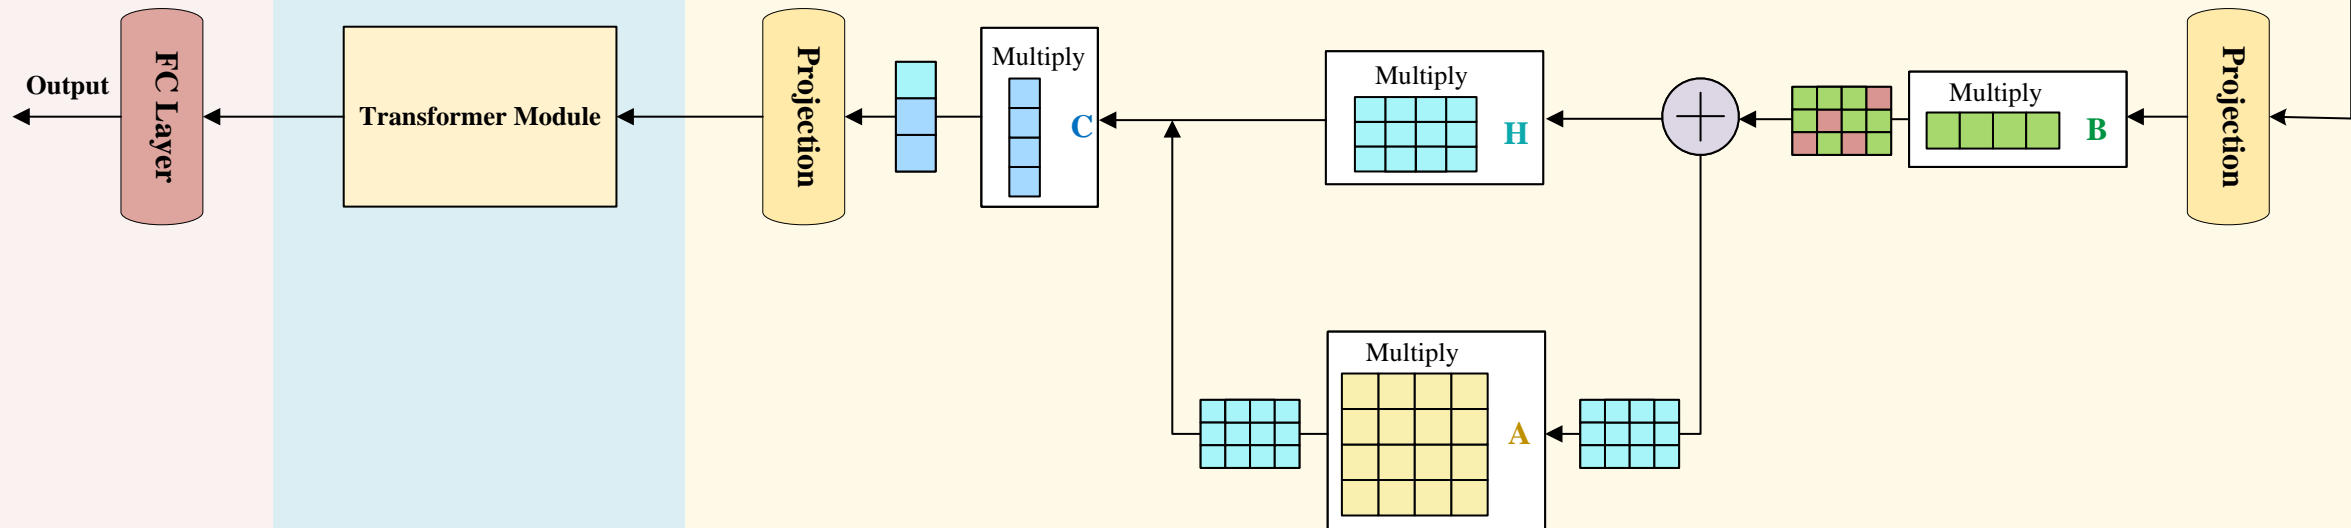 Output
FC Layer
Transformer Module
Projection
Multiply
C
Multiply
H
Multiply
B
Projection
Multiply
A